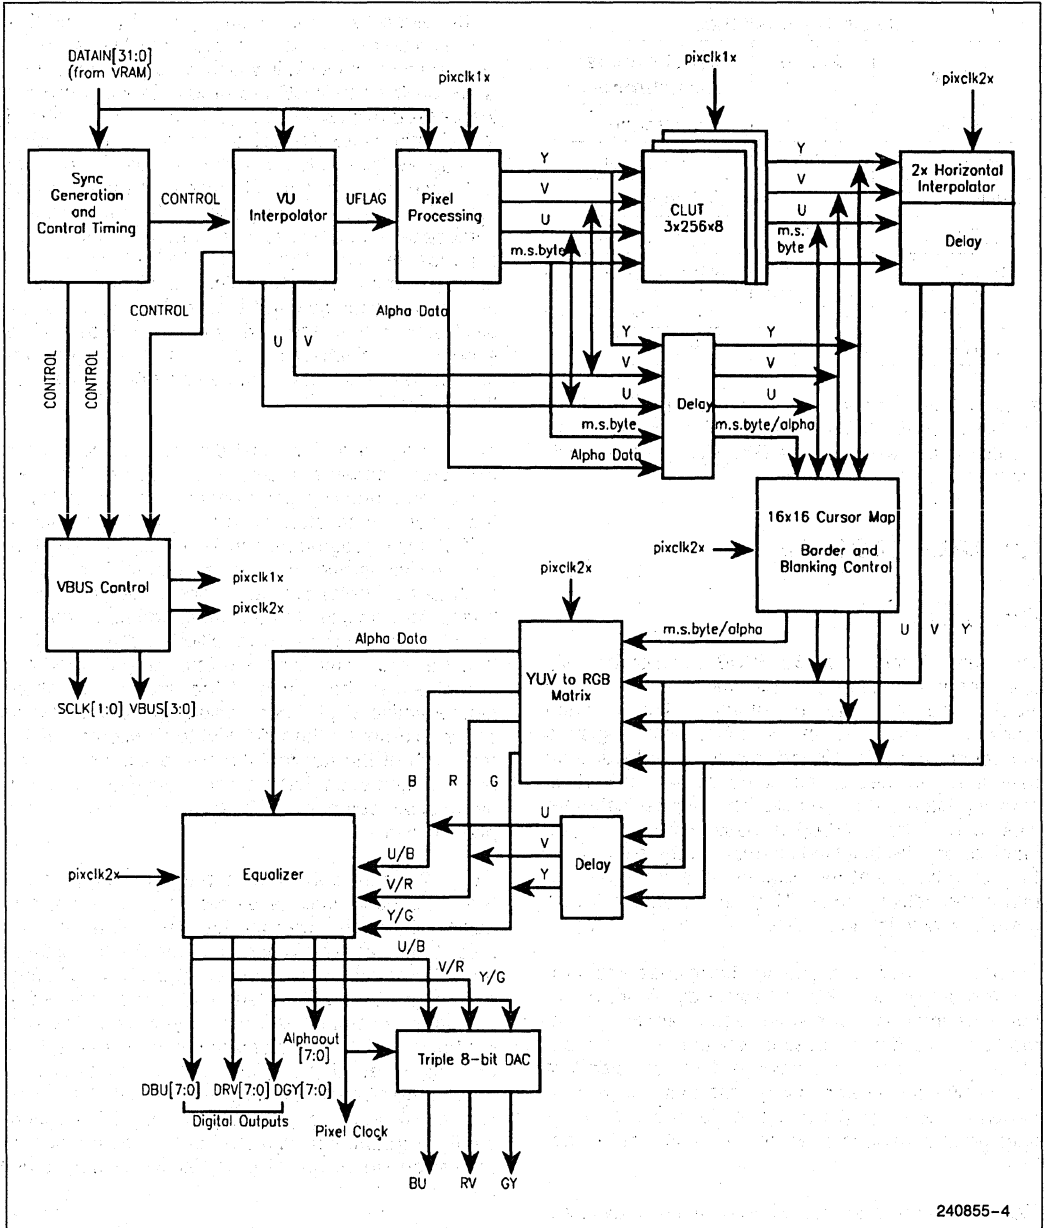 DATAIN[31:0]
(from VRAM)
pixclk1x
pixclk1x
pixclk2x
Sync
Generation
and
Control Timing
CONTROL
VU
Interpolator
UFLAG
Pixel
Processing
Y
V
U
m.s.byte
CLUT
3x256x8
Y
V
U
m.s.
byte
2x Horizontal
Interpolator
Delay
CONTROL
CONTROL
CONTROL
U
V
Alpha Data
Y
V
U
m.s.byte
Alpha Data
Delay
Y
V
U
m.s.byte/alpha
16x16 Cursor Map
Border and
Blanking Control
pixclk2x
VBUS Control
pixclk1x
pixclk2x
SCLK[1:0]
VBUS[3:0]
pixclk2x
Alpha Data
YUV to RGB
Matrix
m.s.byte/alpha
U
V
Y
B
R
G
U
V
Y
Delay
pixclk2x
Equalizer
U/B
V/R
Y/G
U/B
V/R
Y/G
Alphaout
[7:0]
Triple 8-bit DAC
DBU[7:0]
DRV[7:0]
DGY[7:0]
Digital Outputs
Pixel Clock
BU
RV
GY
240855-4